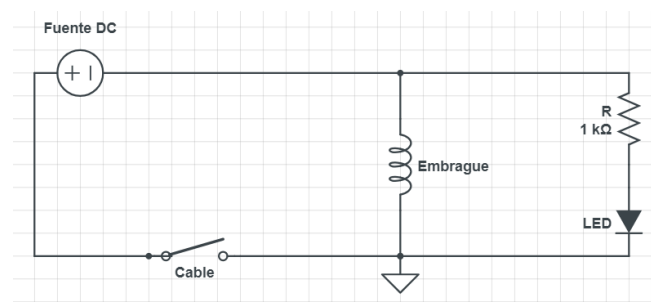 Fuente DC
+ |
R
1 kΩ
Embrague
LED
Cable